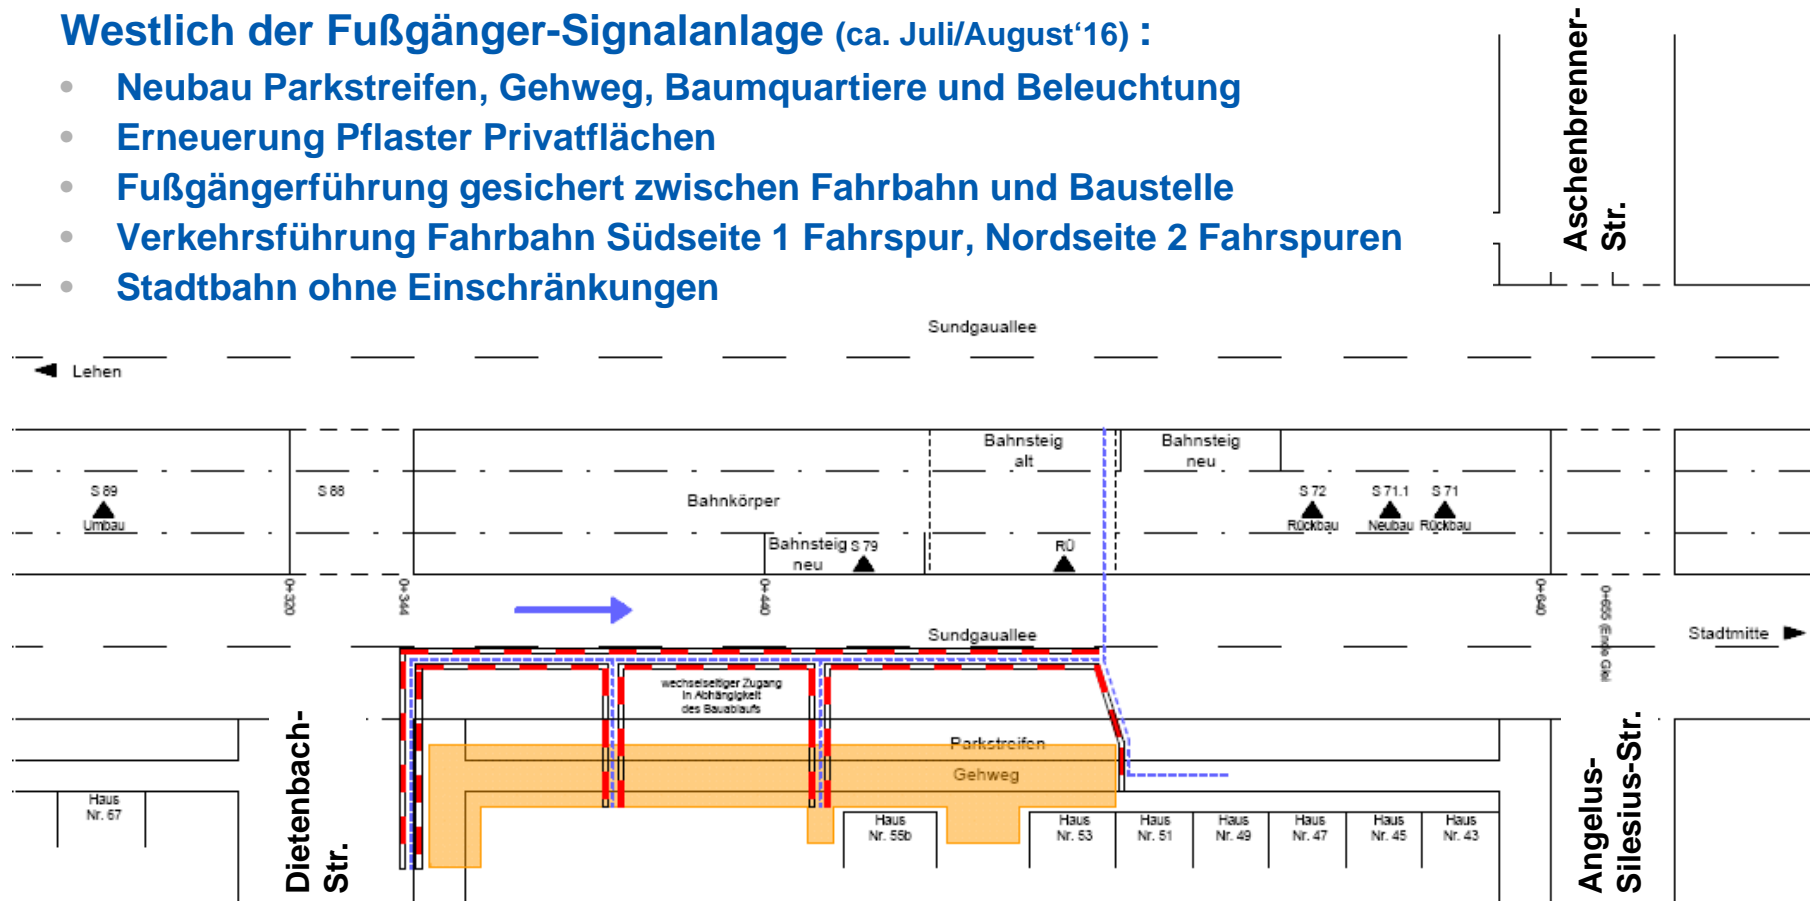 Westlich der Fußgänger-Signalanlage (ca. Juli/August‘16) :
• Neubau Parkstreifen, Gehweg, Baumquartiere und Beleuchtung
• Erneuerung Pflaster Privatflächen
• Fußgängerführung gesichert zwischen Fahrbahn und Baustelle
• Verkehrsführung Fahrbahn Südseite 1 Fahrspur, Nordseite 2 Fahrspuren
• Stadtbahn ohne Einschränkungen
Aschenbrenner-
Str.
Sundgauallee
Lehen
Bahnsteig
alt
Bahnsteig
neu
S 89
Umbau
S 88
Bahnkörper
S 72
Rückbau
S 71.1
Neubau
S 71
Rückbau
Bahnsteig
neu
S 79
RÜ
0+320
0+344
0+440
0+640
0+655 (Ende Glei
Sundgauallee
Stadtmitte
wechselseitiger Zugang
in Abhängigkeit
des Bauablaufs
Parkstreifen
Gehweg
Dietenbach-
Str.
Angelus-
Silesius-Str.
Haus
Nr. 67
Haus
Nr. 55b
Haus
Nr. 53
Haus
Nr. 51
Haus
Nr. 49
Haus
Nr. 47
Haus
Nr. 45
Haus
Nr. 43